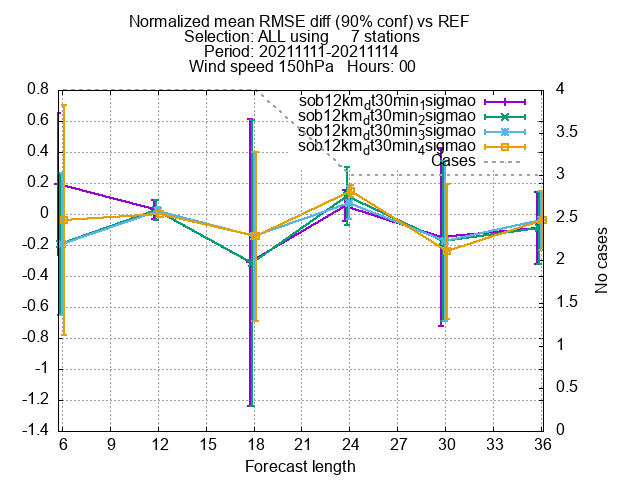 Normalized mean RMSE diff (90% conf) vs REF
Selection: ALL using 7 stations
Period: 20211111-20211114
Wind speed 150hPa Hours: 00
sob12km_dt30min_1sigmao
sob12km_dt30min_2sigmao
sob12km_dt30min_3sigmao
sob12km_dt30min_4sigmao
Cases
0.8
0.6
0.4
0.2
0
-0.2
-0.4
-0.6
-0.8
-1
-1.2
-1.4
4
3.5
3
2.5
2
1.5
1
0.5
0
No cases
6 9 12 15 18 21 24 27 30 33 36
Forecast length